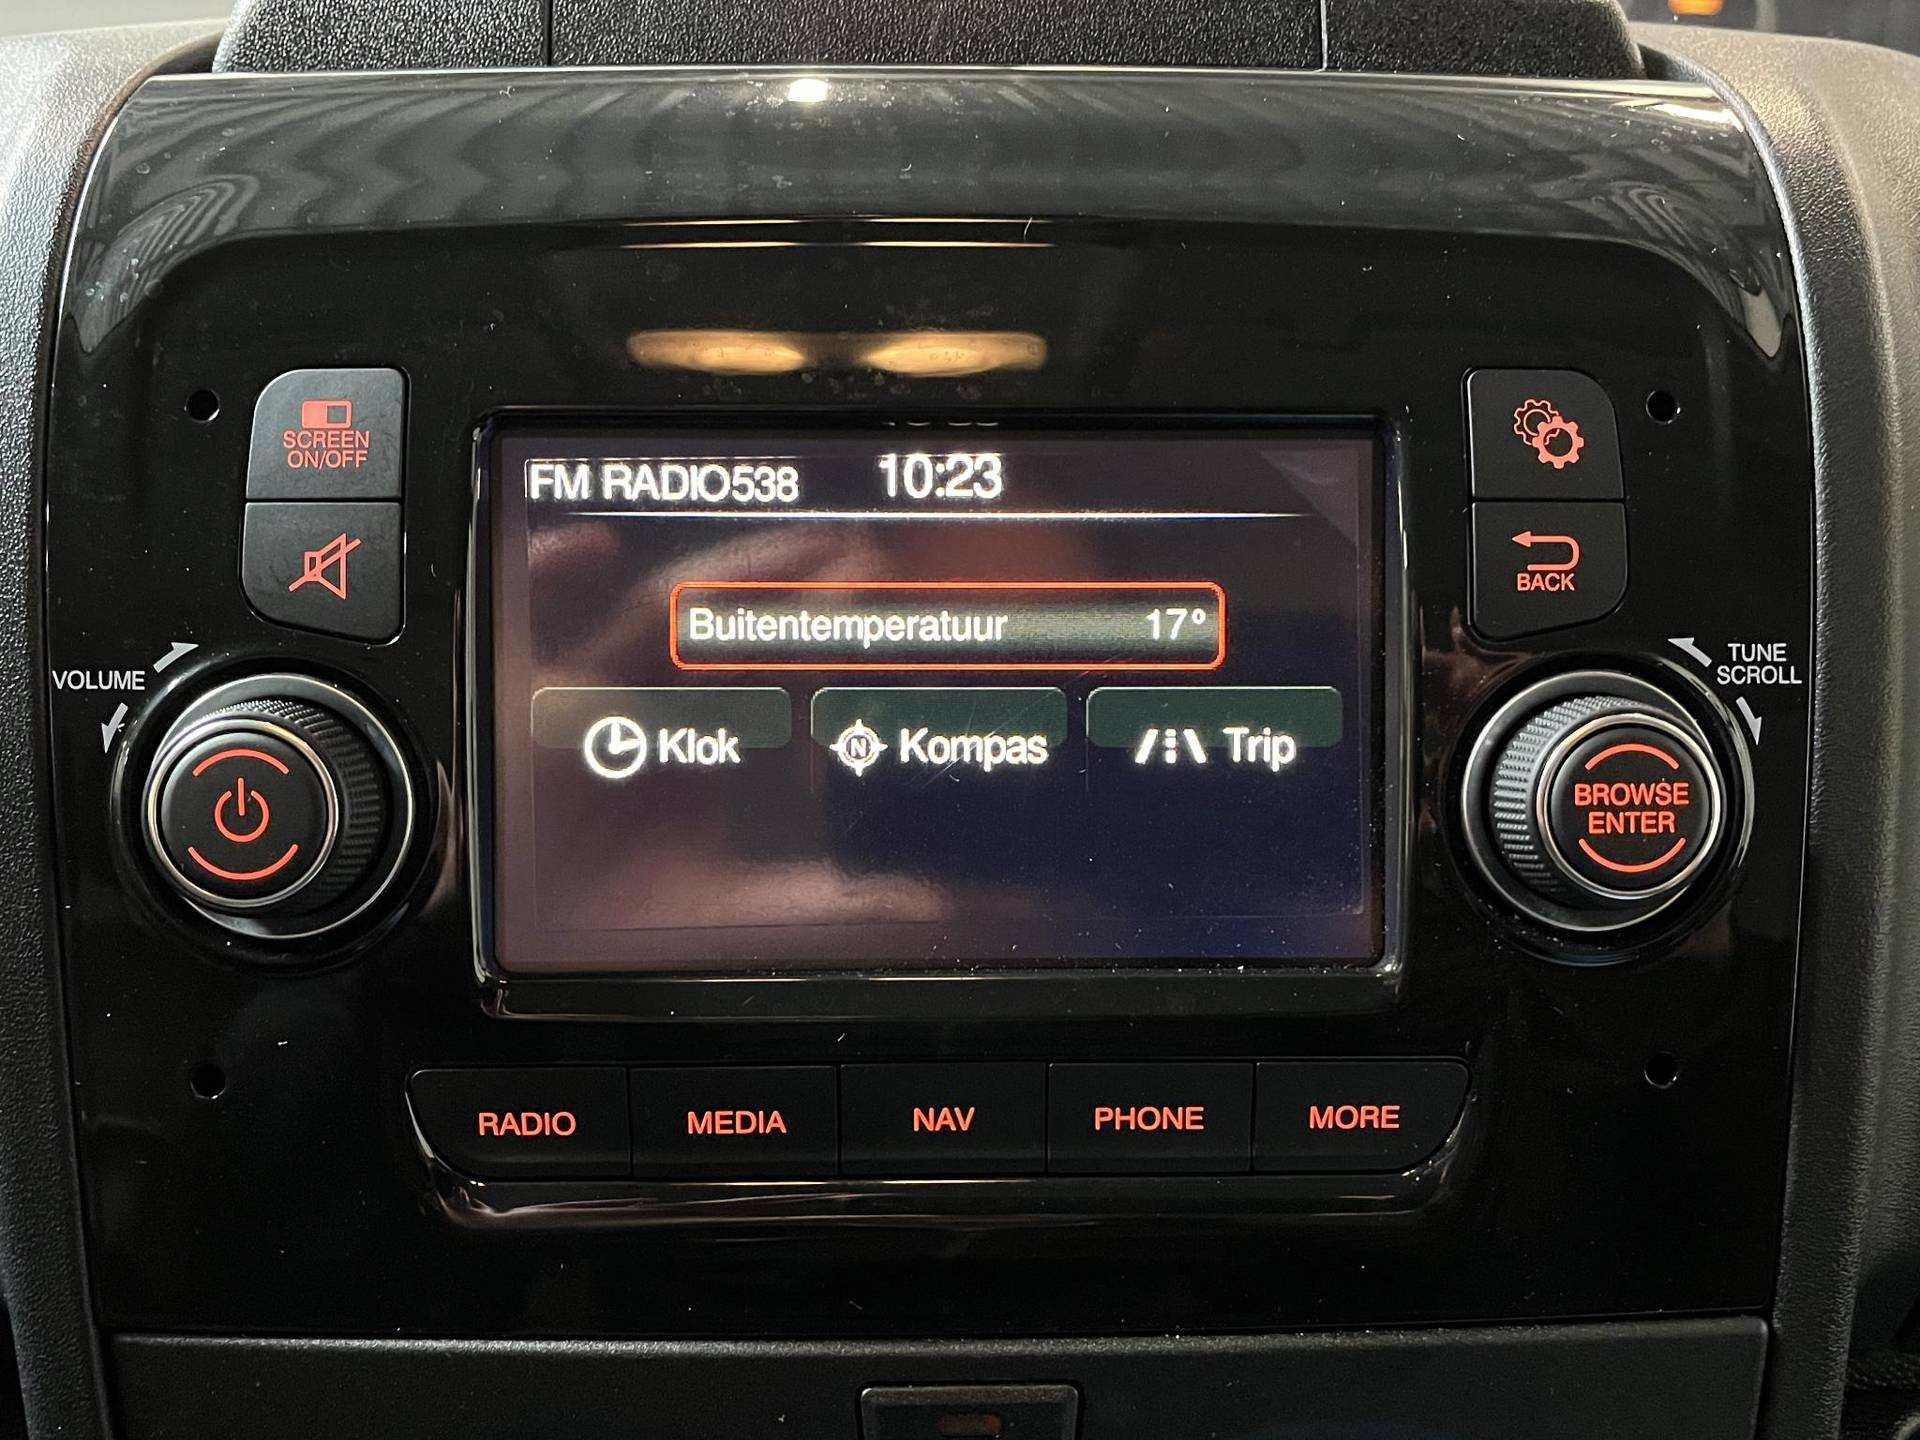 SCREEN
ON/OFF
FM RADIO538 10:23
BACK
Buitentemperatuur 17°
VOLUME
TUNE
SCROLL
Klok
N Kompas
Trip
BROWSE
ENTER
RADIO
MEDIA
NAV
PHONE
MORE